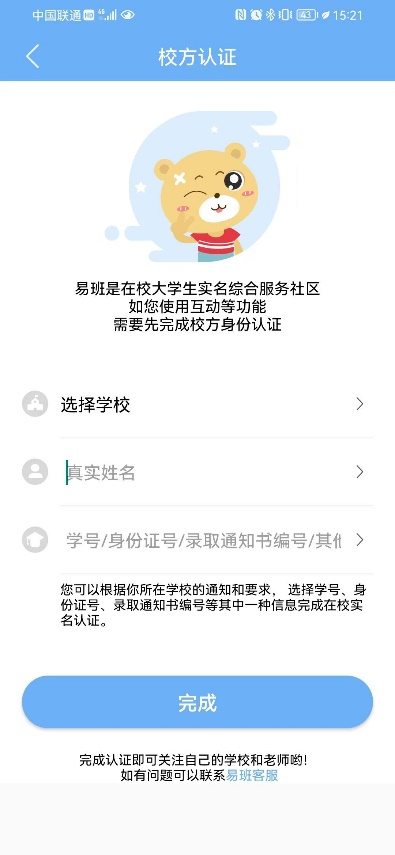 中国联通 HD 4G 43 15:21
校方认证
易班是在校大学生实名综合服务社区
如您使用互动等功能
需要先完成校方身份认证
选择学校
真实姓名
学号/身份证号/录取通知书编号/其他
您可以根据你所在学校的通知和要求， 选择学号、身
份证号、录取通知书编号等其中一种信息完成在校实
名认证。
完成
完成认证即可关注自己的学校和老师哟!
如有问题可以联系易班客服